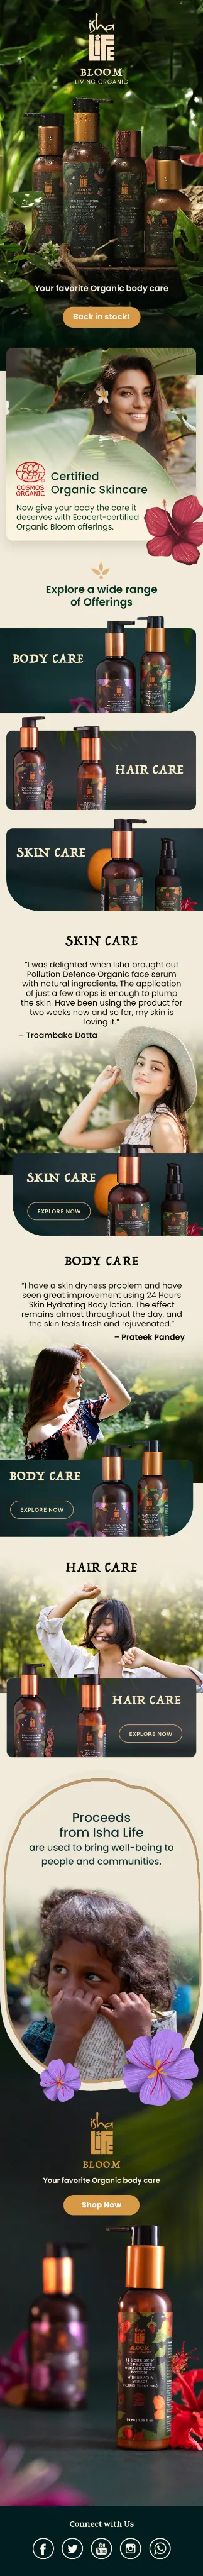 isha
LIFE
BLOOM
LIVING ORGANIC
Your favorite Organic body care
Back in stock!
ECO
CERT
COSMOS
ORGANIC
Certified
Organic Skincare
Now give your body the care it
deserves with Ecocert-certified
Organic Bloom offerings.
Explore a wide range
of Offerings
BODY CARE
HAIR CARE
SKIN CARE
SKIN CARE
"I was delighted when Isha brought out
Pollution Defence Organic face serum
with natural ingredients. The application
of just a few drops is enough to plump
the skin. Have been using the product for
two weeks now and so far, my skin is
loving it."
– Troambaka Datta
SKIN CARE
EXPLORE NOW
BODY CARE
"I have a skin dryness problem and have
seen great improvement using 24 Hours
Skin Hydrating Body lotion. The effect
remains almost throughout the day, and
the skin feels fresh and rejuvenated."
– Prateek Pandey
BODY CARE
EXPLORE NOW
HAIR CARE
HAIR CARE
EXPLORE NOW
Proceeds
from Isha Life
are used to bring well-being to
people and communities.
isha
LIFE
BLOOM
Your favorite Organic body care
Shop Now
BLOOM
Connect with Us